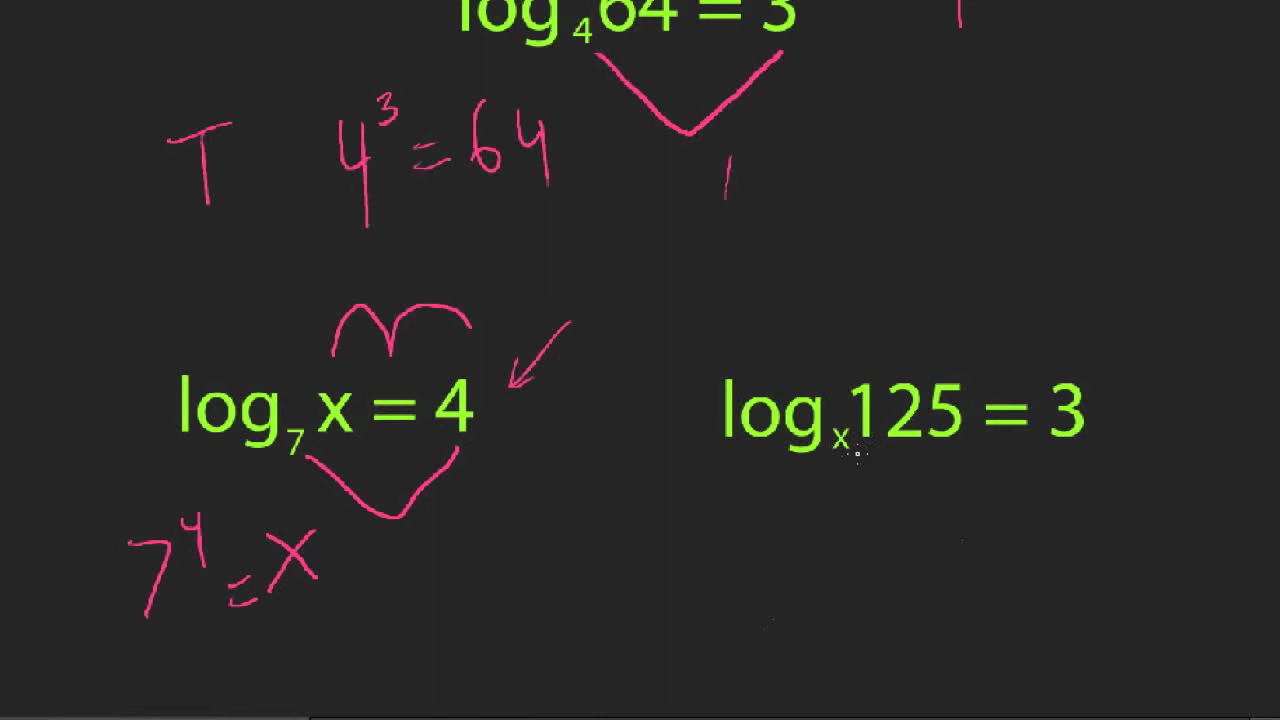 log₄64 = 3
T 4³ = 64
log₇x = 4
logₓ125 = 3
7⁴ = x